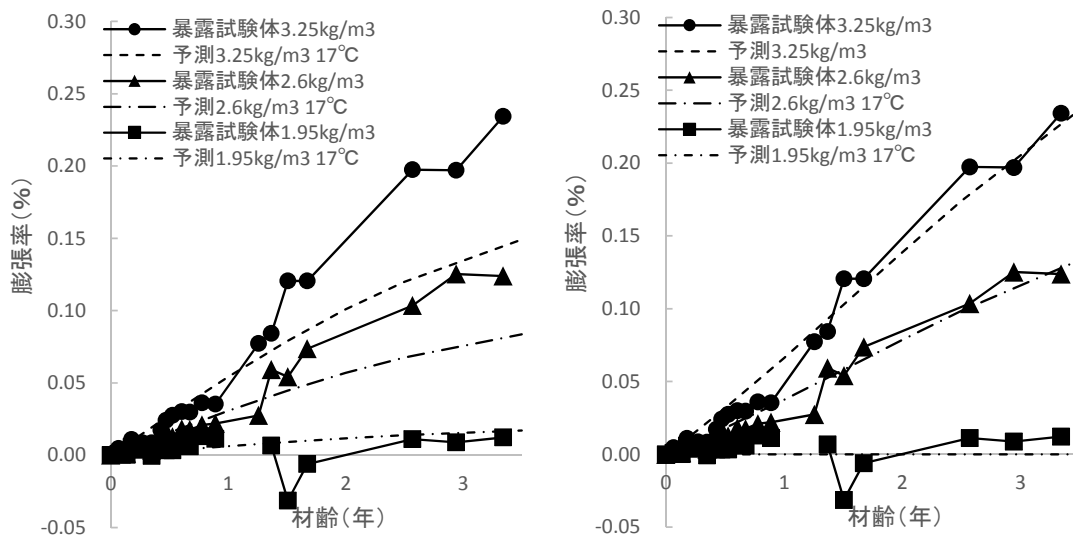 0.30
0.25
0.20
0.15
0.10
0.05
0.00
-0.05
膨張率（%）
暴露試験体3.25kg/m3
予測3.25kg/m3 17℃
暴露試験体2.6kg/m3
予測2.6kg/m3 17℃
暴露試験体1.95kg/m3
予測1.95kg/m3 17℃
0 1 2 3
材齢（年）
0.30
0.25
0.20
0.15
0.10
0.05
0.00
-0.05
膨張率（%）
暴露試験体3.25kg/m3
予測3.25kg/m3
暴露試験体2.6kg/m3
予測2.6kg/m3 17℃
暴露試験体1.95kg/m3
予測1.95kg/m3 17℃
0 1 2 3
材齢（年）